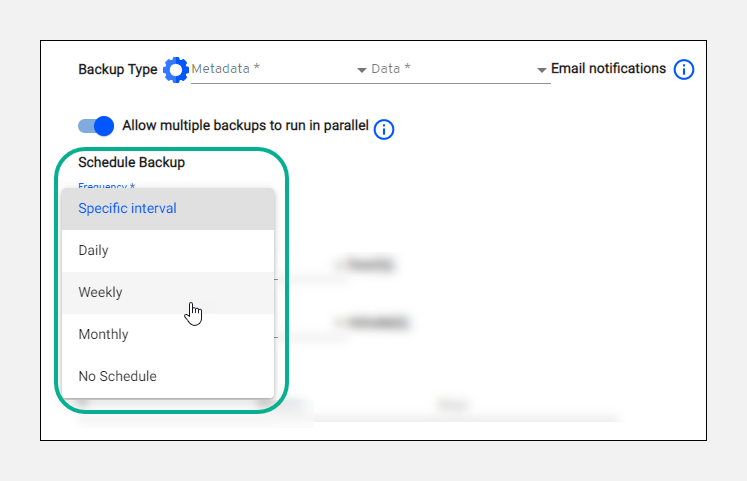 Backup Type Metadata * Data * Email notifications
Allow multiple backups to run in parallel
Schedule Backup
Frequency *
Specific interval
Daily
Weekly
Monthly
No Schedule